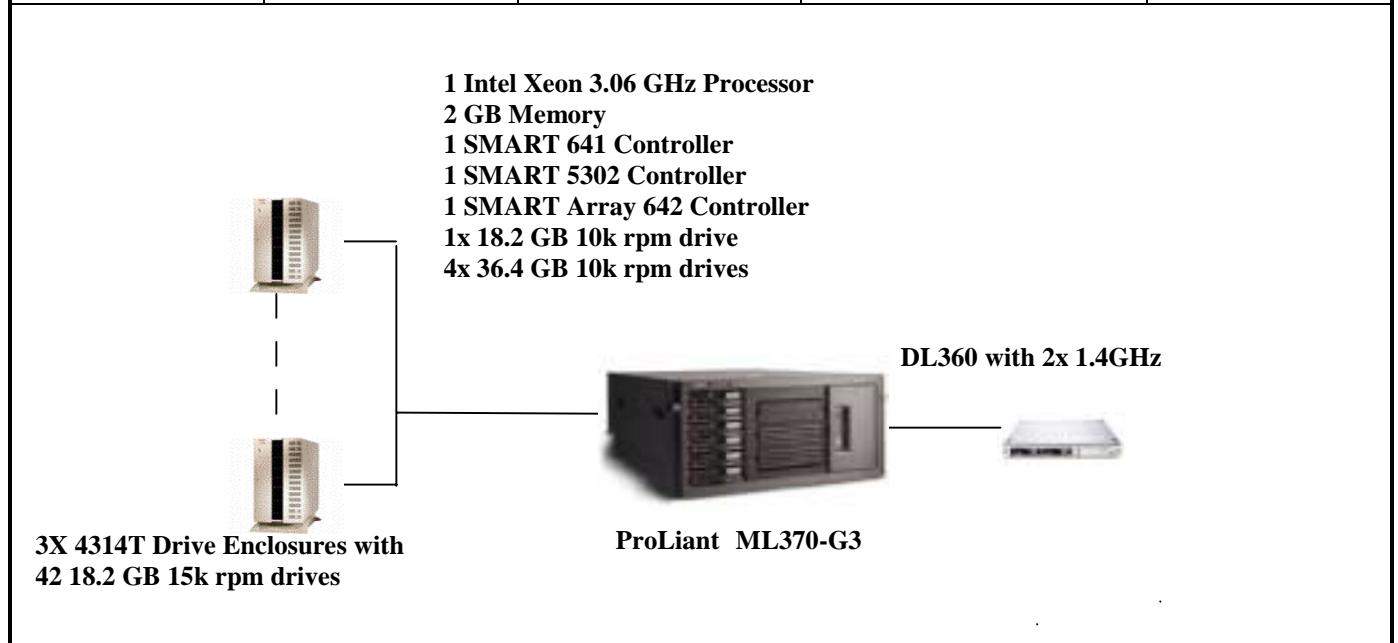 1 Intel Xeon 3.06 GHz Processor
2 GB Memory
1 SMART 641 Controller
1 SMART 5302 Controller
1 SMART Array 642 Controller
1x 18.2 GB 10k rpm drive
4x 36.4 GB 10k rpm drives
DL360 with 2x 1.4GHz
ProLiant ML370-G3
3X 4314T Drive Enclosures with
42 18.2 GB 15k rpm drives